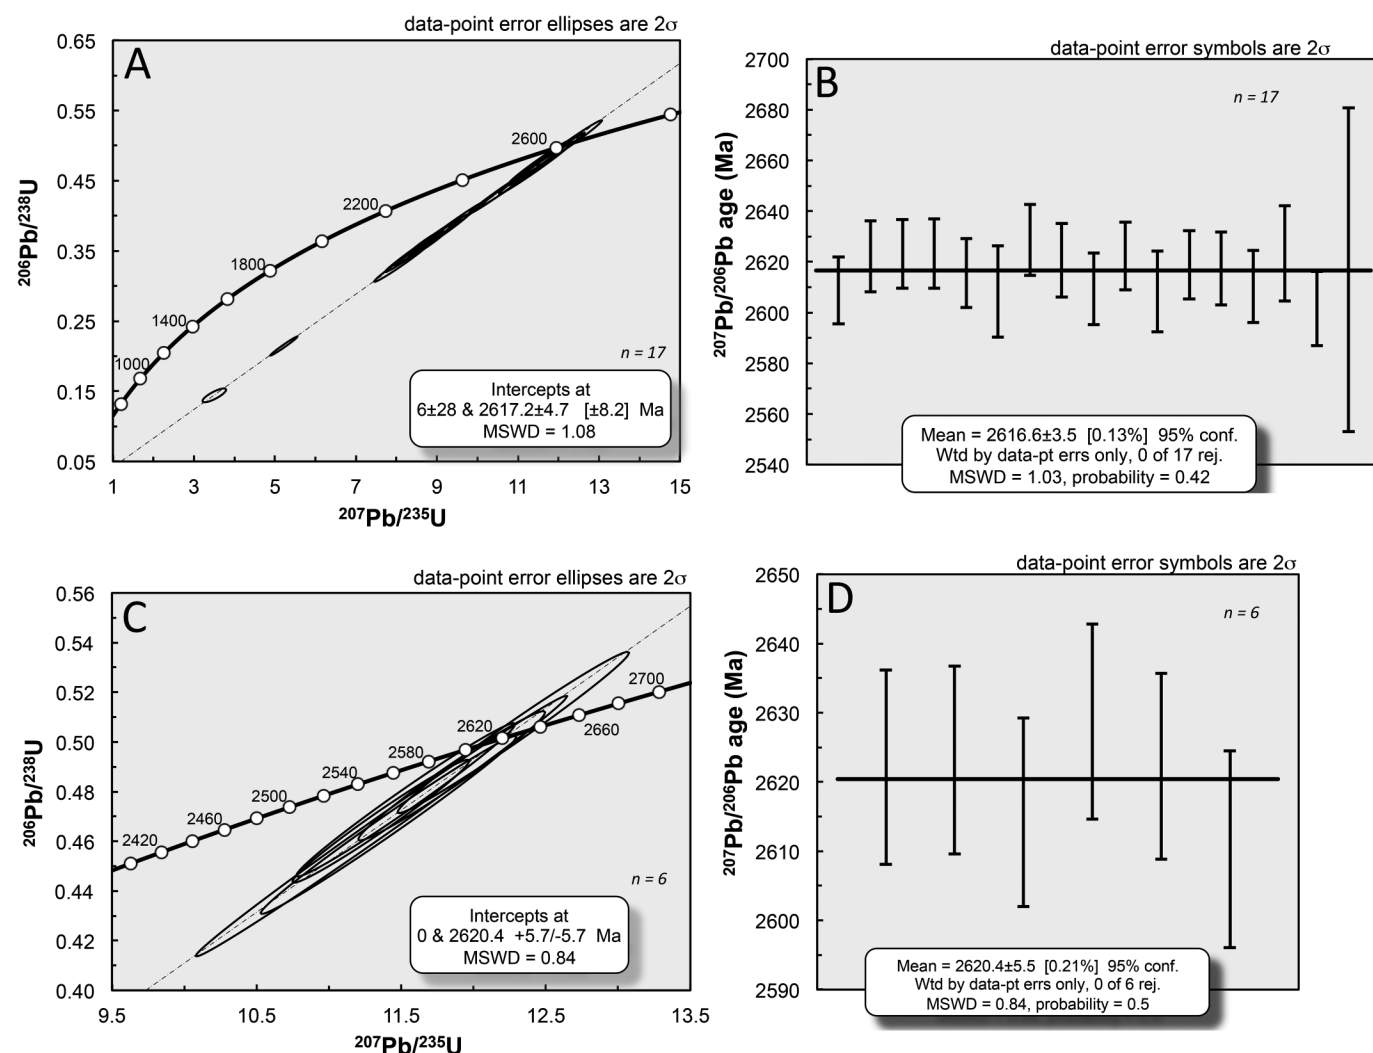 data-point error ellipses are 2σ
A
0.65
0.55
0.45
0.35
0.25
0.15
0.05
206Pb/238U
1000
1400
1800
2200
2600
n = 17
Intercepts at
6±28 & 2617.2±4.7 [±8.2] Ma
MSWD = 1.08
1 3 5 7 9 11 13 15
207Pb/235U
data-point error symbols are 2σ
B
2700
2680
2660
2640
2620
2600
2580
2560
2540
207Pb/206Pb age (Ma)
n = 17
Mean = 2616.6±3.5 [0.13%] 95% conf.
Wtd by data-pt errs only, 0 of 17 rej.
MSWD = 1.03, probability = 0.42
data-point error ellipses are 2σ
C
0.56
0.54
0.52
0.50
0.48
0.46
0.44
0.42
0.40
206Pb/238U
2420
2460
2500
2540
2580
2620
2660
2700
n = 6
Intercepts at
0 & 2620.4 +5.7/-5.7 Ma
MSWD = 0.84
9.5 10.5 11.5 12.5 13.5
207Pb/235U
data-point error symbols are 2σ
D
2650
2640
2630
2620
2610
2600
2590
207Pb/206Pb age (Ma)
n = 6
Mean = 2620.4±5.5 [0.21%] 95% conf.
Wtd by data-pt errs only, 0 of 6 rej.
MSWD = 0.84, probability = 0.5